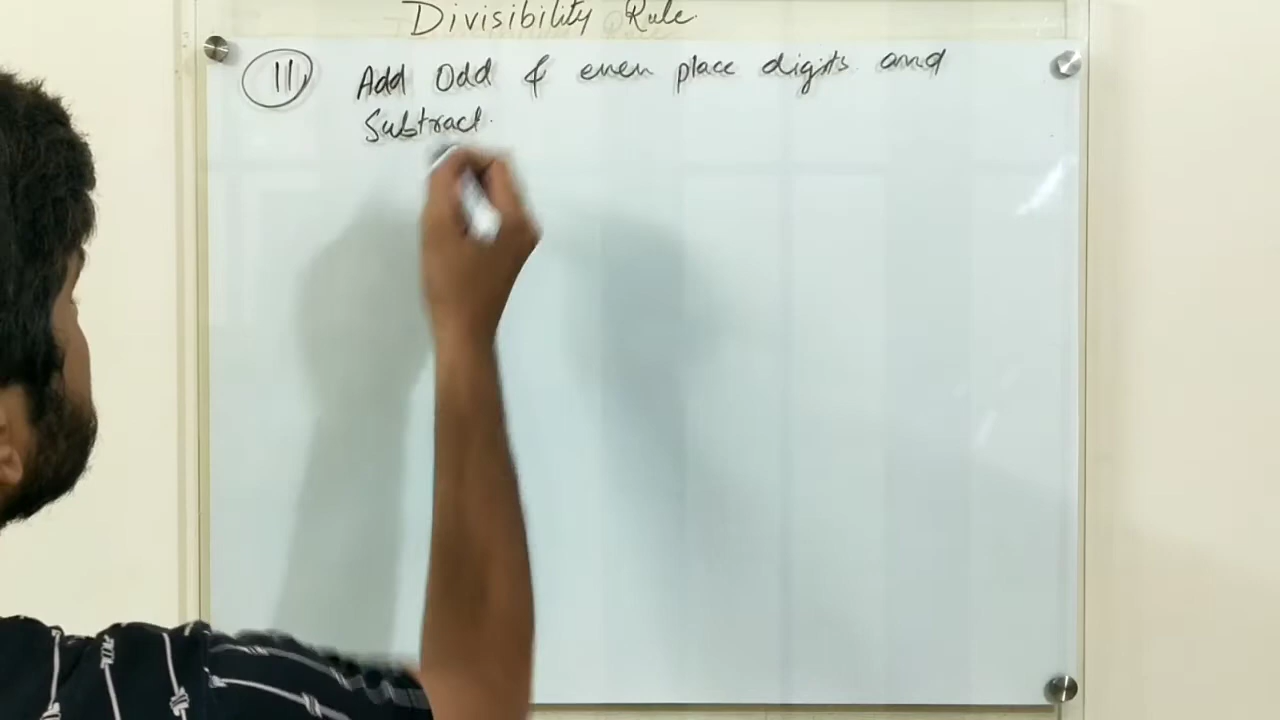 Divisibility Rule
11 Add Odd & even place digits and
Subtract.